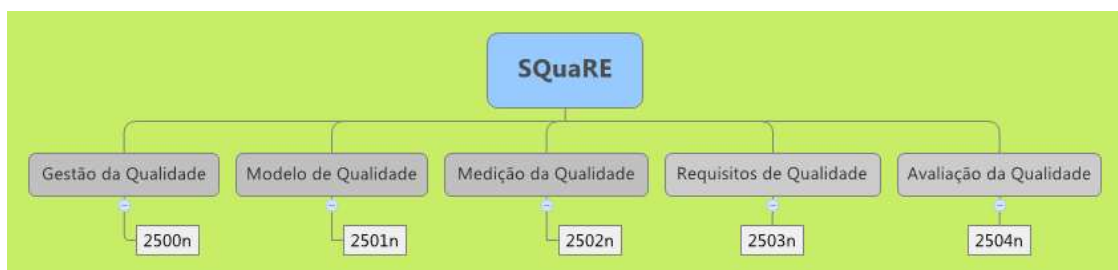 SQuaRE
Gestão da Qualidade
Modelo de Qualidade
Medição da Qualidade
Requisitos de Qualidade
Avaliação da Qualidade
2500n
2501n
2502n
2503n
2504n